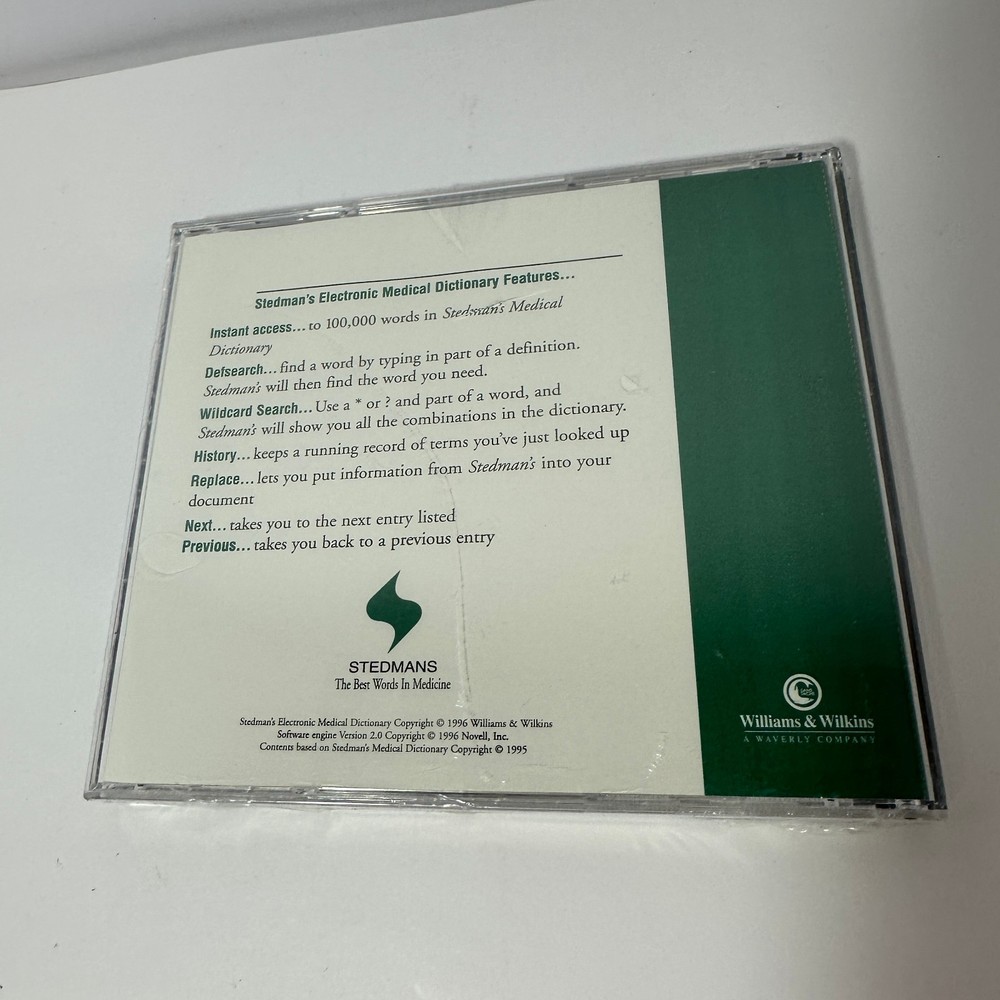 Stedman's Electronic Medical Dictionary Features...
Instant access... to 100,000 words in Stedman's Medical
Dictionary
Defsearch... find a word by typing in part of a definition.
Stedman's will then find the word you need.
Wildcard Search... Use a * or ? and part of a word, and
Stedman's will show you all the combinations in the dictionary.
History... keeps a running record of terms you've just looked up
Replace... lets you put information from Stedman's into your
document
Next... takes you to the next entry listed
Previous... takes you back to a previous entry
STEDMANS
The Best Words In Medicine
Stedman's Electronic Medical Dictionary Copyright © 1996 Williams & Wilkins
Software engine Version 2.0 Copyright © 1996 Novell, Inc.
Contents based on Stedman's Medical Dictionary Copyright © 1995
Williams & Wilkins
A WAVERLY COMPANY